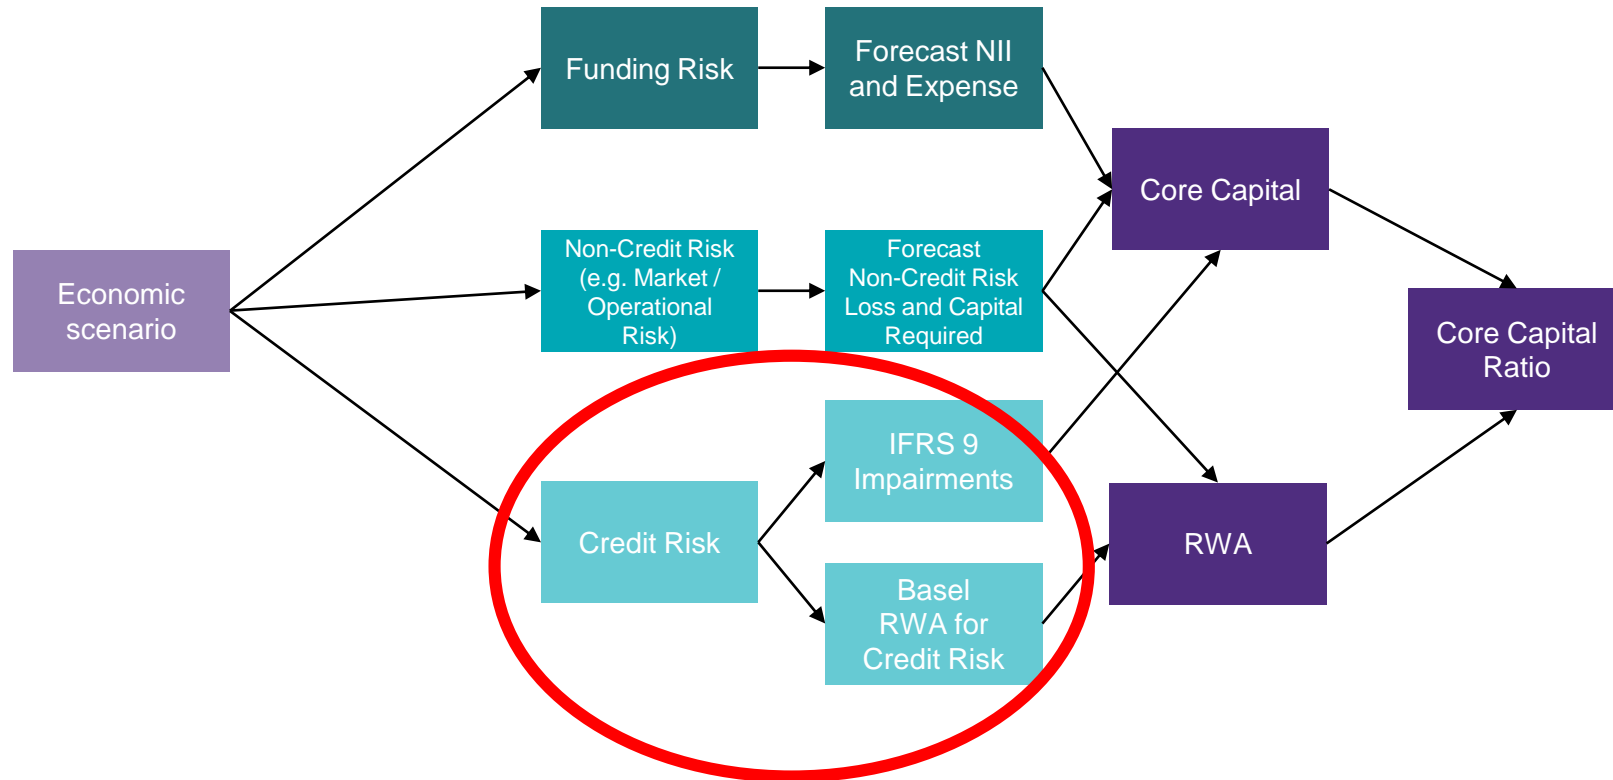 Funding Risk
Forecast NII
and Expense
Core Capital
Economic
scenario
Non-Credit Risk
(e.g. Market /
Operational
Risk)
Forecast
Non-Credit Risk
Loss and Capital
Required
Core Capital
Ratio
Credit Risk
IFRS 9
Impairments
Basel
RWA for
Credit Risk
RWA